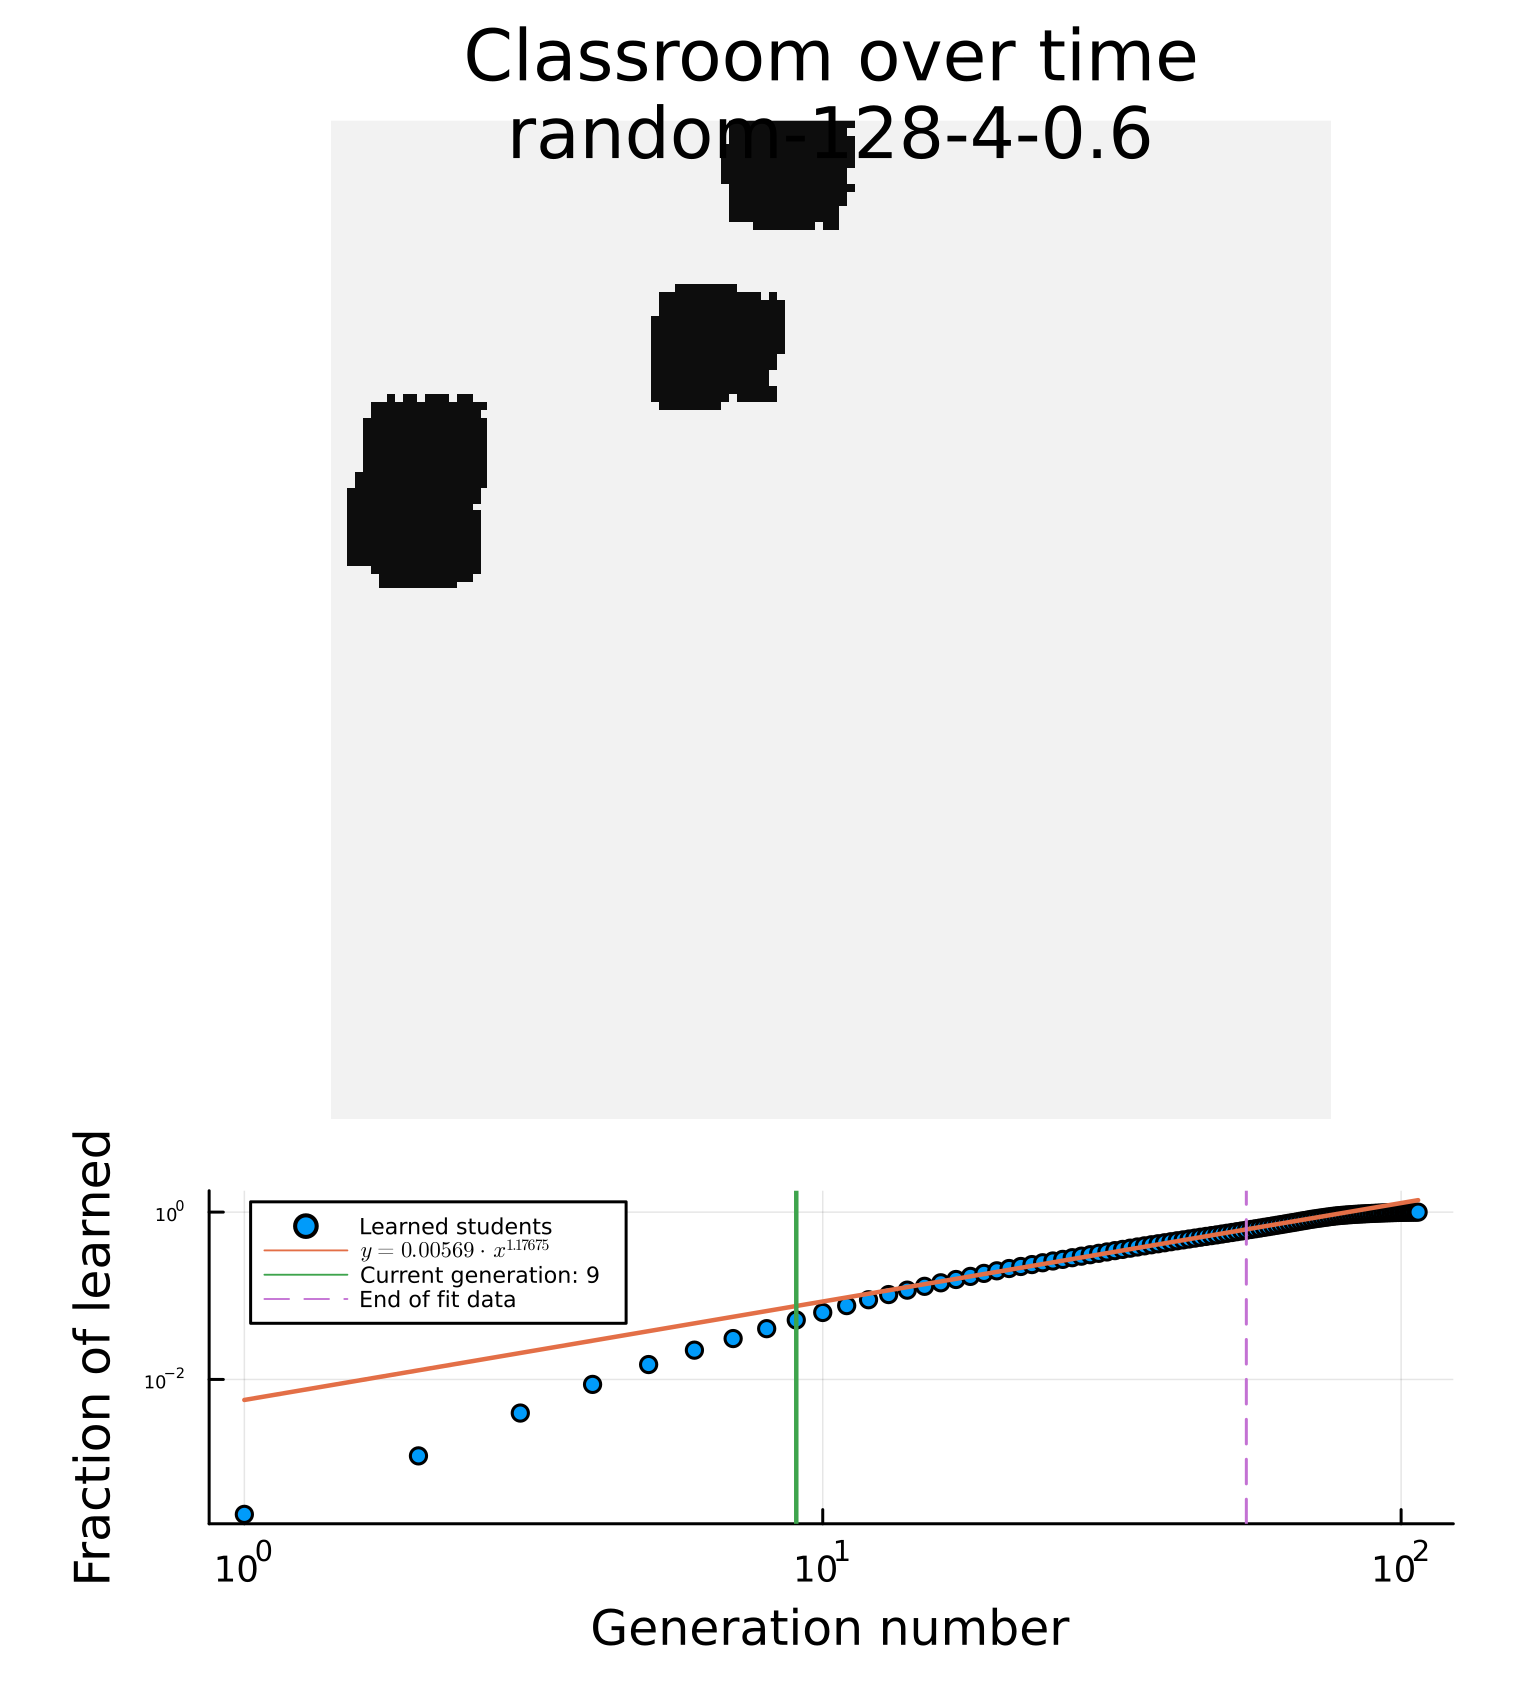 Classroom over time
random-128-4-0.6
Fraction of learned
10^0
10^−2
Learned students
y = 0.00569 · x^1.17675
Current generation: 9
End of fit data
10^0
10^1
10^2
Generation number